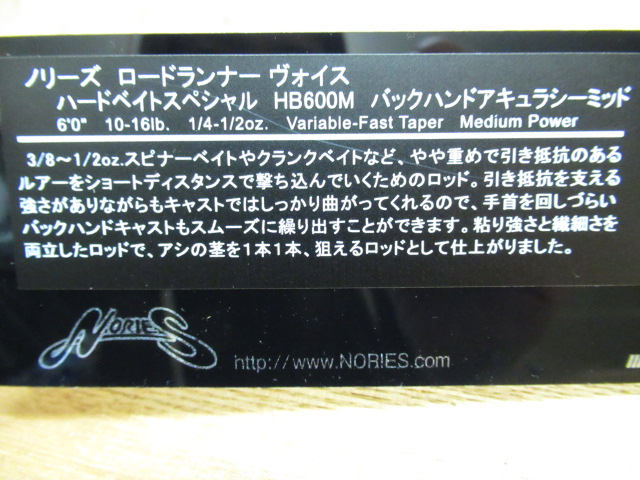 ノリーズ ロードランナー ヴォイス
ハードベイトスペシャル HB600M バックハンドアキュラシーミッド
6'0" 10-16lb. 1/4-1/2oz. Variable-Fast Taper Medium Power
3/8〜1/2oz.スピナーベイトやクランクベイトなど、やや重めで引き抵抗のある
ルアーをショートディスタンスで撃ち込んでいくためのロッド。引き抵抗を支える
強さがありながらもキャストではしっかり曲がってくれるので、手首を回しづらい
バックハンドキャストもスムーズに繰り出すことができます。粘り強さと繊細さを
両立したロッドで、アシの茎を1本1本、狙えるロッドとして仕上がりました。
NORIES
http://www.NORIES.com